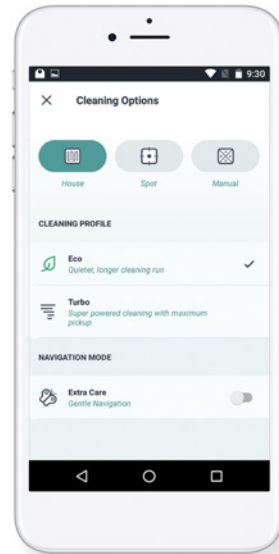 9:30
Cleaning Options
House Spot Manual
CLEANING PROFILE
Eco
Quieter, longer cleaning run
Turbo
Super powered cleaning with maximum
pickup
NAVIGATION MODE
Extra Care
Gentle Navigation